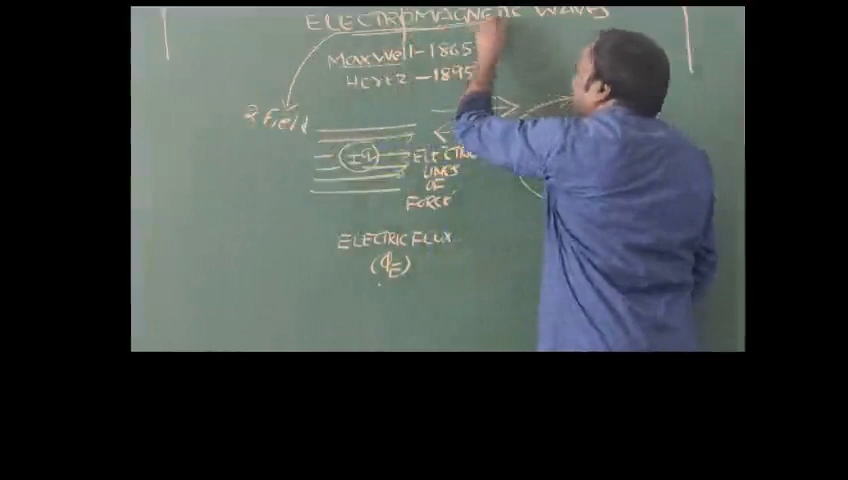 ELECTROMAGNETIC WAVES
Maxwell-1865
Hertz-1895
Field
ELECTRIC
LINES
OF
FORCE
ELECTRIC FLUX
(ϕE)